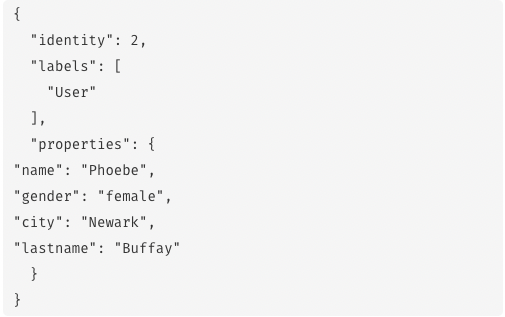 {
  "identity": 2,
  "labels": [
    "User"
  ],
  "properties": {
"name": "Phoebe",
"gender": "female",
"city": "Newark",
"lastname": "Buffay"
  }
}